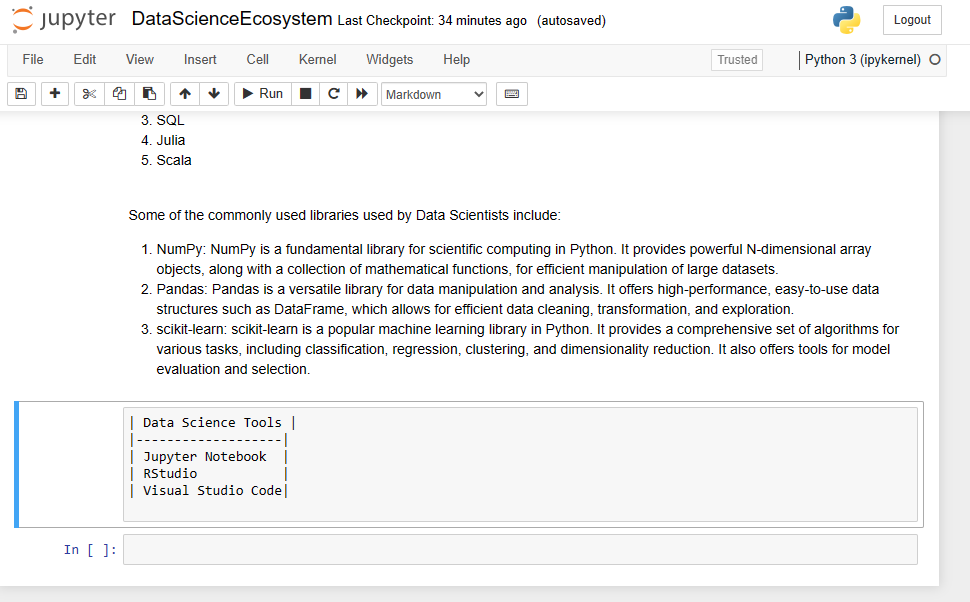 jupyter DataScienceEcosystem Last Checkpoint: 34 minutes ago (autosaved) Logout
File Edit View Insert Cell Kernel Widgets Help Trusted Python 3 (ipykernel)
Run Markdown
3. SQL
4. Julia
5. Scala
Some of the commonly used libraries used by Data Scientists include:
1. NumPy: NumPy is a fundamental library for scientific computing in Python. It provides powerful N-dimensional array
objects, along with a collection of mathematical functions, for efficient manipulation of large datasets.
2. Pandas: Pandas is a versatile library for data manipulation and analysis. It offers high-performance, easy-to-use data
structures such as DataFrame, which allows for efficient data cleaning, transformation, and exploration.
3. scikit-learn: scikit-learn is a popular machine learning library in Python. It provides a comprehensive set of algorithms for
various tasks, including classification, regression, clustering, and dimensionality reduction. It also offers tools for model
evaluation and selection.
| Data Science Tools |
|-------------------|
| Jupyter Notebook  |
| RStudio           |
| Visual Studio Code|
In [ ]: